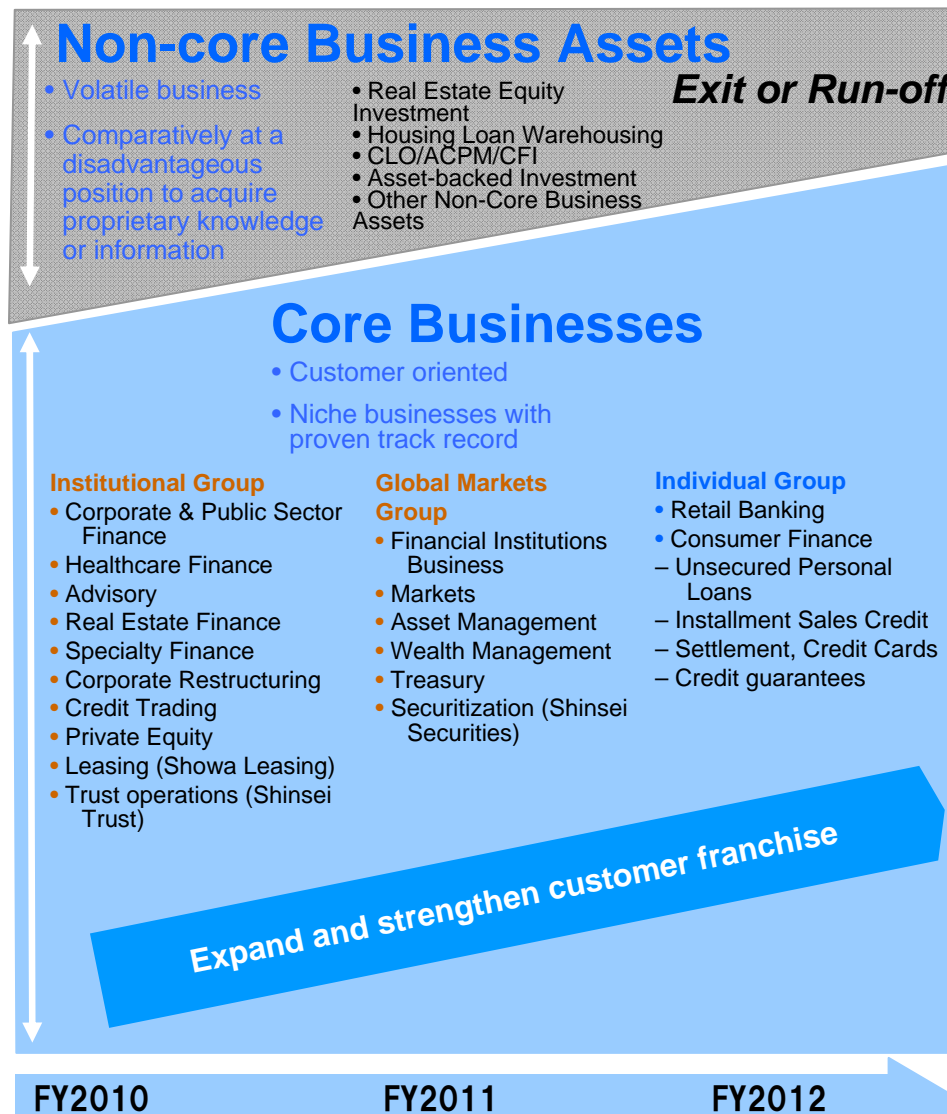 Non-core Business Assets
• Volatile business
• Comparatively at a
disadvantageous
position to acquire
proprietary knowledge
or information
• Real Estate Equity
Investment
• Housing Loan Warehousing
• CLO/ACPM/CFI
• Asset-backed Investment
• Other Non-Core Business
Assets
Exit or Run-off
Core Businesses
• Customer oriented
• Niche businesses with
proven track record
Institutional Group
• Corporate & Public Sector
Finance
• Healthcare Finance
• Advisory
• Real Estate Finance
• Specialty Finance
• Corporate Restructuring
• Credit Trading
• Private Equity
• Leasing (Showa Leasing)
• Trust operations (Shinsei
Trust)
Global Markets
Group
• Financial Institutions
Business
• Markets
• Asset Management
• Wealth Management
• Treasury
• Securitization (Shinsei
Securities)
Individual Group
• Retail Banking
• Consumer Finance
– Unsecured Personal
Loans
– Installment Sales Credit
– Settlement, Credit Cards
– Credit guarantees
Expand and strengthen customer franchise
FY2010
FY2011
FY2012